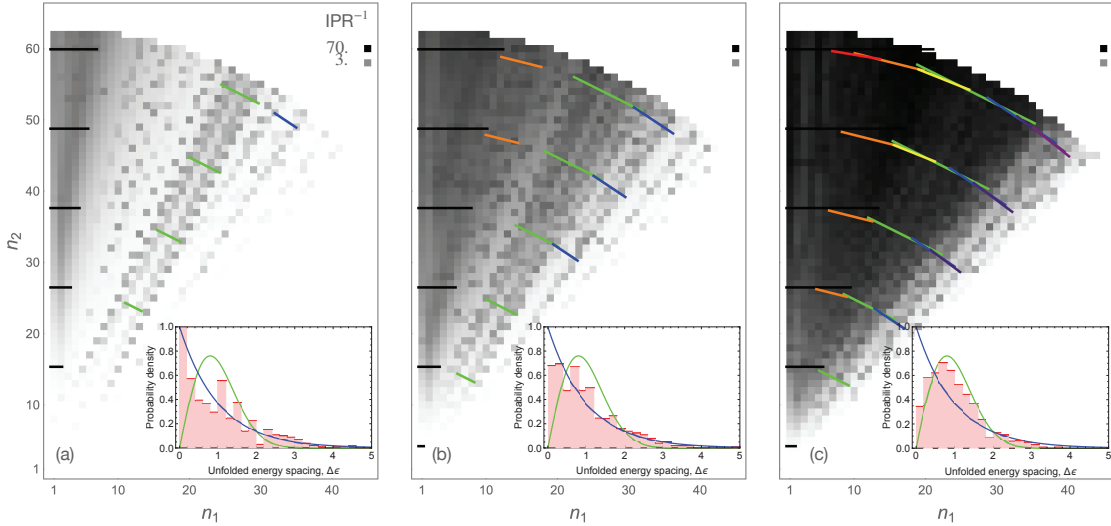 IPR⁻¹
70.
3.
n₂
60
50
40
30
20
10
1
(a)
1 10 20 30 40
n₁
Probability density
1.0
0.8
0.6
0.4
0.2
0.0
0 1 2 3 4 5
Unfolded energy spacing, Δϵ
IPR⁻¹
70.
3.
(b)
1 10 20 30 40
n₁
Probability density
1.0
0.8
0.6
0.4
0.2
0.0
0 1 2 3 4 5
Unfolded energy spacing, Δϵ
(c)
1 10 20 30 40
n₁
Probability density
1.0
0.8
0.6
0.4
0.2
0.0
0 1 2 3 4 5
Unfolded energy spacing, Δϵ